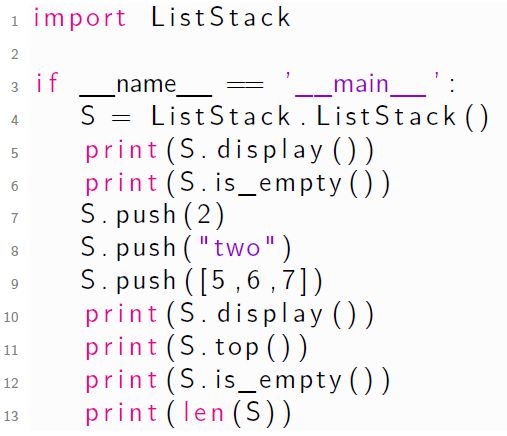 1 import ListStack
2
3 if __name__ == '__main__':
4 S = ListStack.ListStack()
5 print(S.display())
6 print(S.is_empty())
7 S.push(2)
8 S.push("two")
9 S.push([5,6,7])
10 print(S.display())
11 print(S.top())
12 print(S.is_empty())
13 print(len(S))